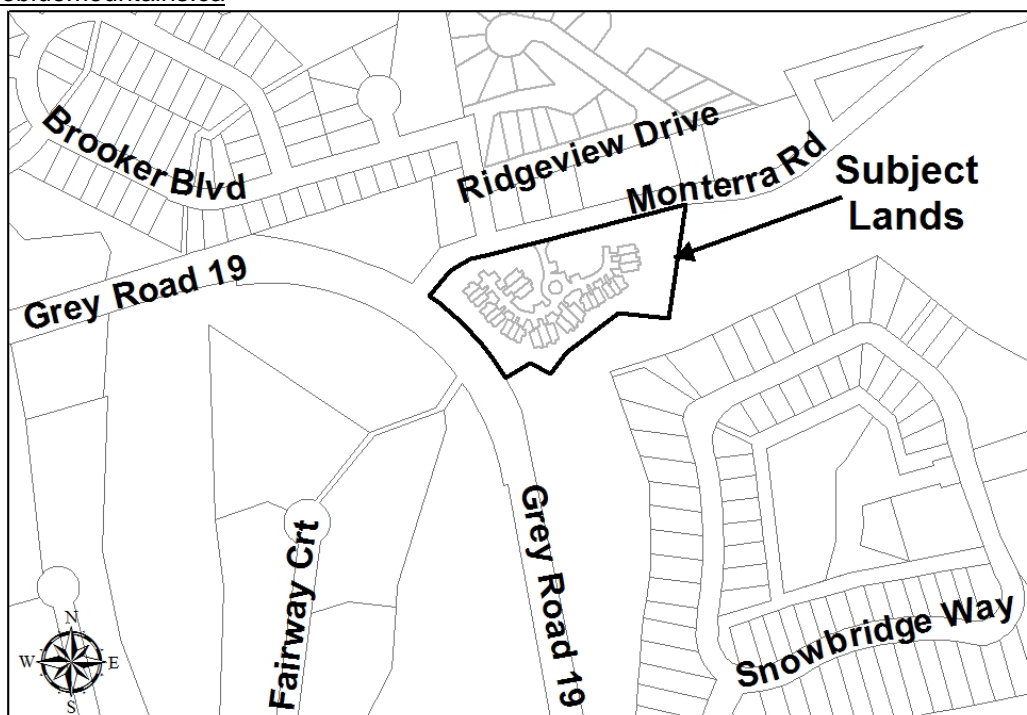 Brooker Blvd
Ridgeview Drive
Monterra Rd
Subject
Lands
Grey Road 19
Fairway Crt
Grey Road 19
Snowbridge Way
N
W E
S